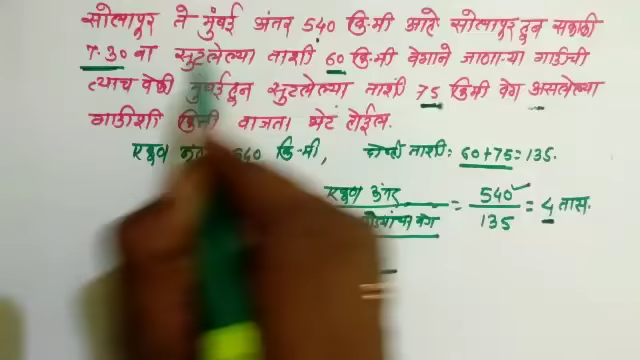 सोलापूर ते मुंबई अंतर 540 कि.मी आहे सोलापूर हून सकाळी
7.30 वा सुटलेल्या ताशी 60 कि.मी वेगाने जाणाऱ्या गाडीची
त्याच वेळी मुंबईहून सुटलेल्या ताशी 75 किमी वेग असलेल्या
गाडीशी किती वाजता भेट होईल.
एकूण 540 कि.मी, ताशी: 60+75=135.
एकूण अंतर = 540 = 4 तास.
वेग 135